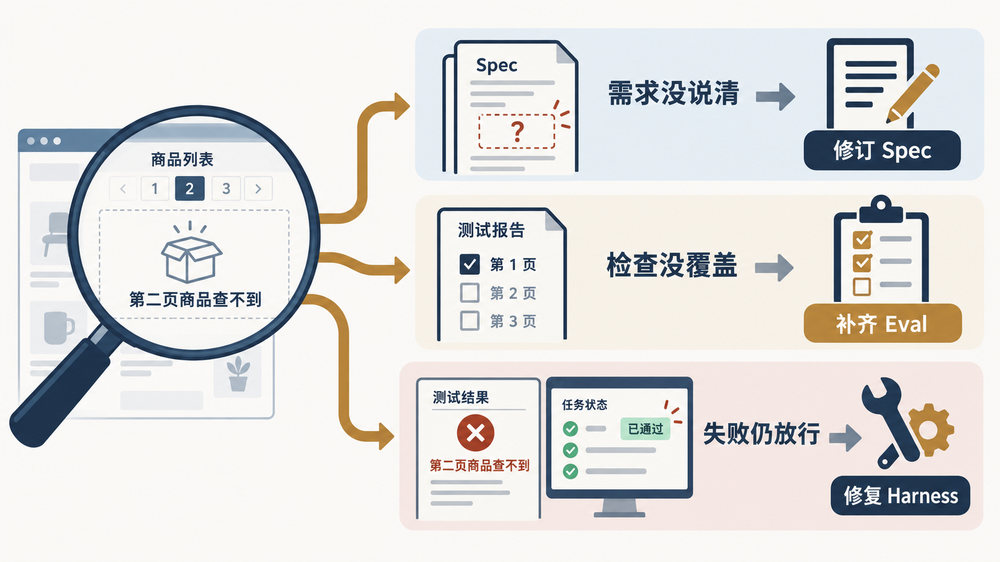 商品列表
< 1 2 3 >
第二页商品查不到
Spec
?
需求没说清
修订 Spec
测试报告
第 1 页
第 2 页
第 3 页
检查没覆盖
补齐 Eval
测试结果
第二页商品查不到
任务状态
已通过
失败仍放行
修复 Harness